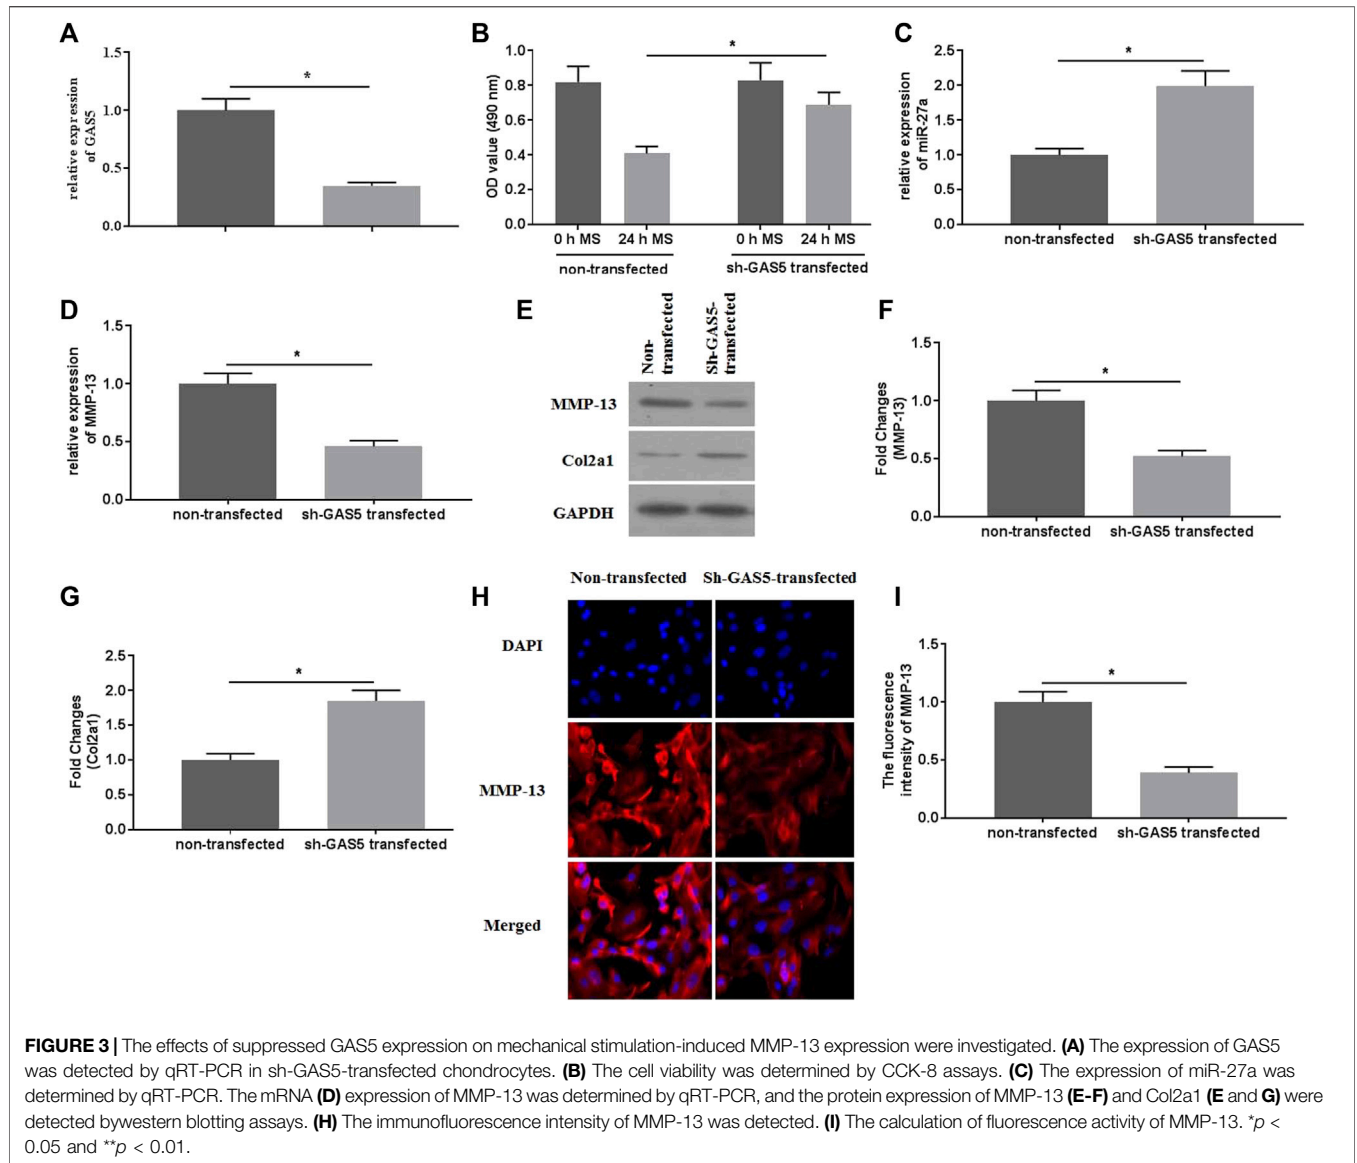 A
1.5
1.0
0.5
0.0
relative expression
of GAS5
*
B
1.0
0.8
0.6
0.4
0.2
0.0
OD value (490 nm)
*
0 h MS
24 h MS
0 h MS
24 h MS
non-transfected
sh-GAS5 transfected
C
2.5
2.0
1.5
1.0
0.5
0.0
relative expression
of miR-27a
*
non-transfected
sh-GAS5 transfected
D
1.5
1.0
0.5
0.0
relative expression
of MMP-13
*
non-transfected
sh-GAS5 transfected
E
Non-
transfected
Sh-GAS5-
transfected
MMP-13
Col2a1
GAPDH
F
1.5
1.0
0.5
0.0
Fold Changes
(MMP-13)
*
non-transfected
sh-GAS5 transfected
G
2.5
2.0
1.5
1.0
0.5
0.0
Fold Changes
(Col2a1)
*
non-transfected
sh-GAS5 transfected
H
Non-transfected
Sh-GAS5-transfected
DAPI
MMP-13
Merged
I
1.5
1.0
0.5
0.0
The fluorescence
intensity of MMP-13
*
non-transfected
sh-GAS5 transfected
FIGURE 3 | The effects of suppressed GAS5 expression on mechanical stimulation-induced MMP-13 expression were investigated. (A) The expression of GAS5
was detected by qRT-PCR in sh-GAS5-transfected chondrocytes. (B) The cell viability was determined by CCK-8 assays. (C) The expression of miR-27a was
determined by qRT-PCR. The mRNA (D) expression of MMP-13 was determined by qRT-PCR, and the protein expression of MMP-13 (E-F) and Col2a1 (E and G) were
detected bywestern blotting assays. (H) The immunofluorescence intensity of MMP-13 was detected. (I) The calculation of fluorescence activity of MMP-13. *p <
0.05 and **p < 0.01.